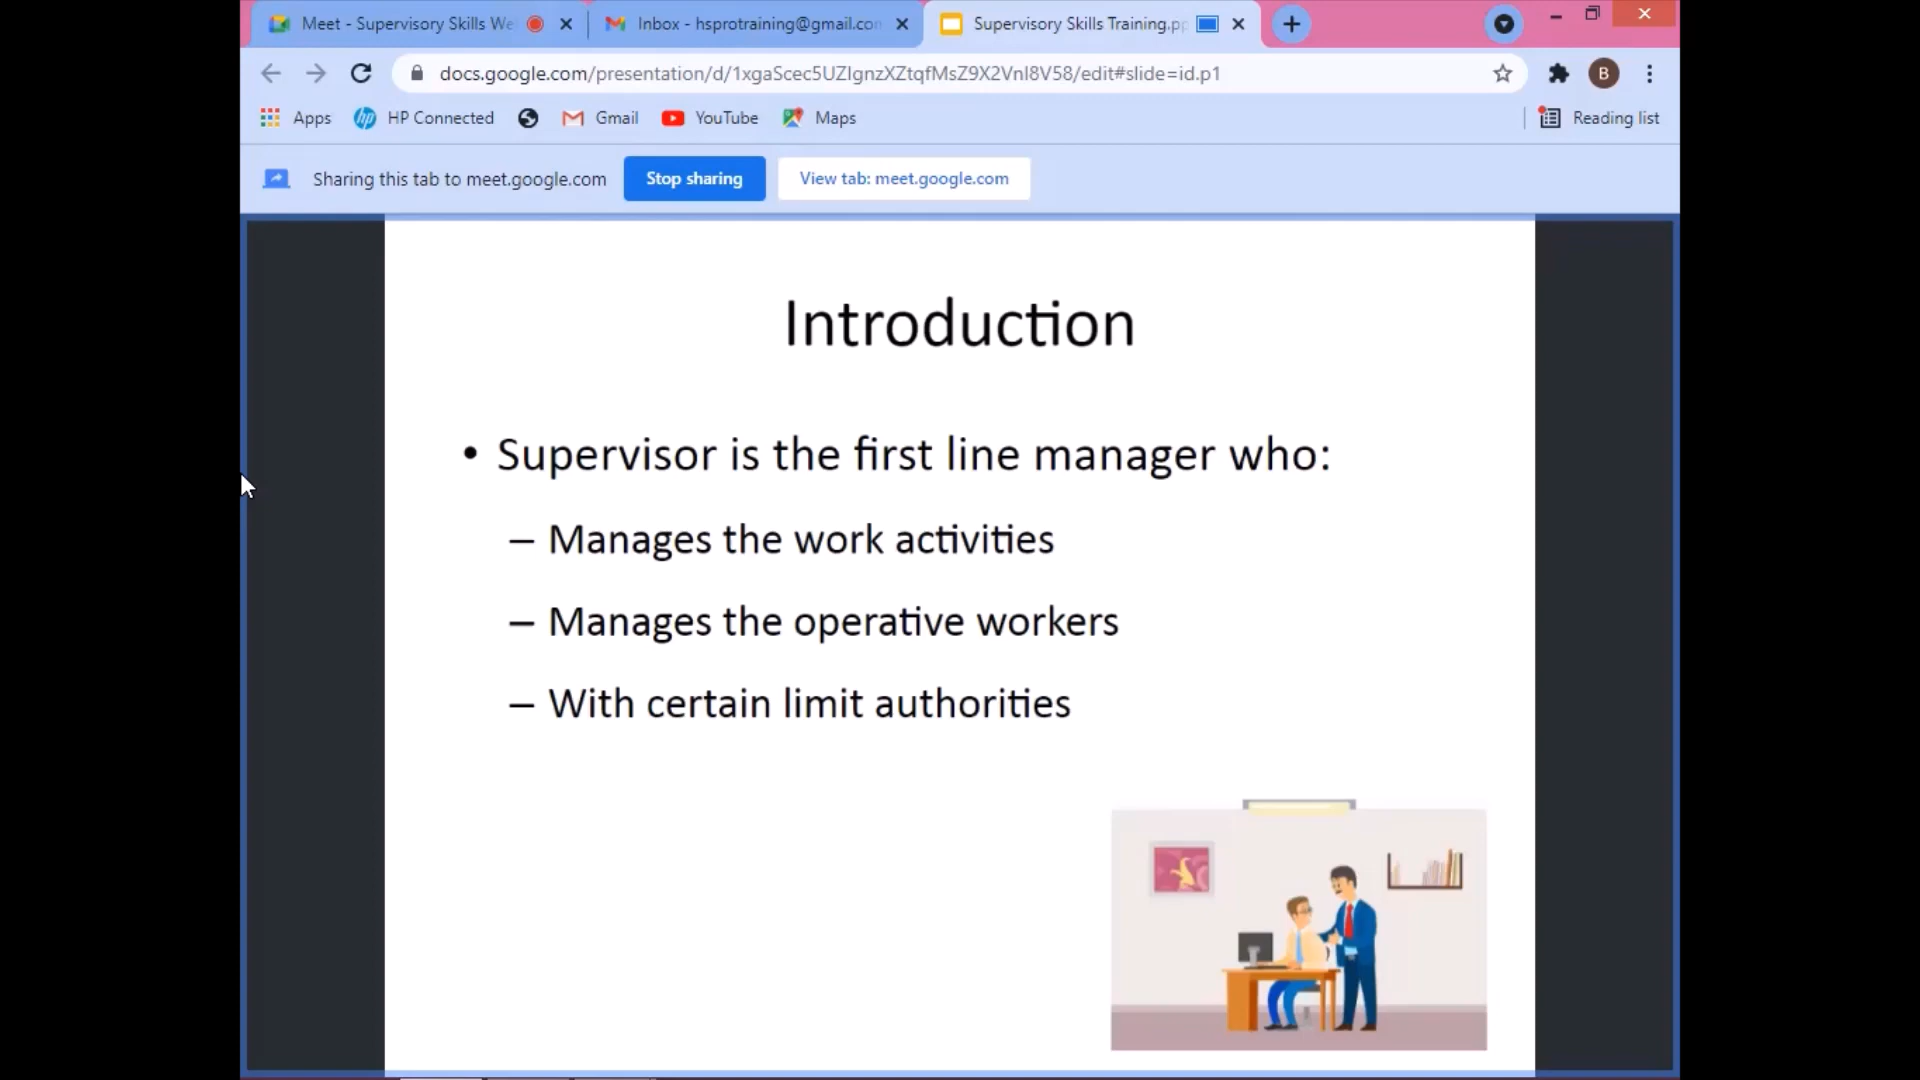 Meet - Supervisory Skills We
Inbox - hsprotraining@gmail.com
Supervisory Skills Training.pp
docs.google.com/presentation/d/1xgaScec5UZIgnzXZtqfMsZ9X2VnI8V58/edit#slide=id.p1
B
Apps
HP Connected
Gmail
YouTube
Maps
Reading list
Sharing this tab to meet.google.com
Stop sharing
View tab: meet.google.com
Introduction
• Supervisor is the first line manager who:
– Manages the work activities
– Manages the operative workers
– With certain limit authorities